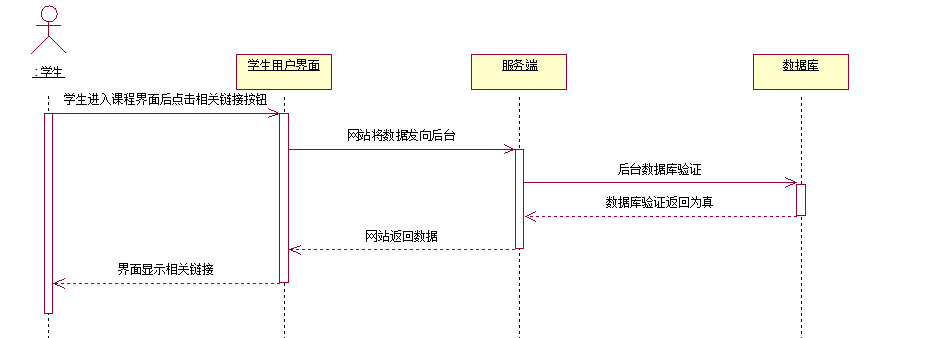 学生用户界面
服务端
数据库
:学生
学生进入课程界面后点击相关链接按钮
网站将数据发向后台
后台数据库验证
数据库验证返回为真
网站返回数据
界面显示相关链接